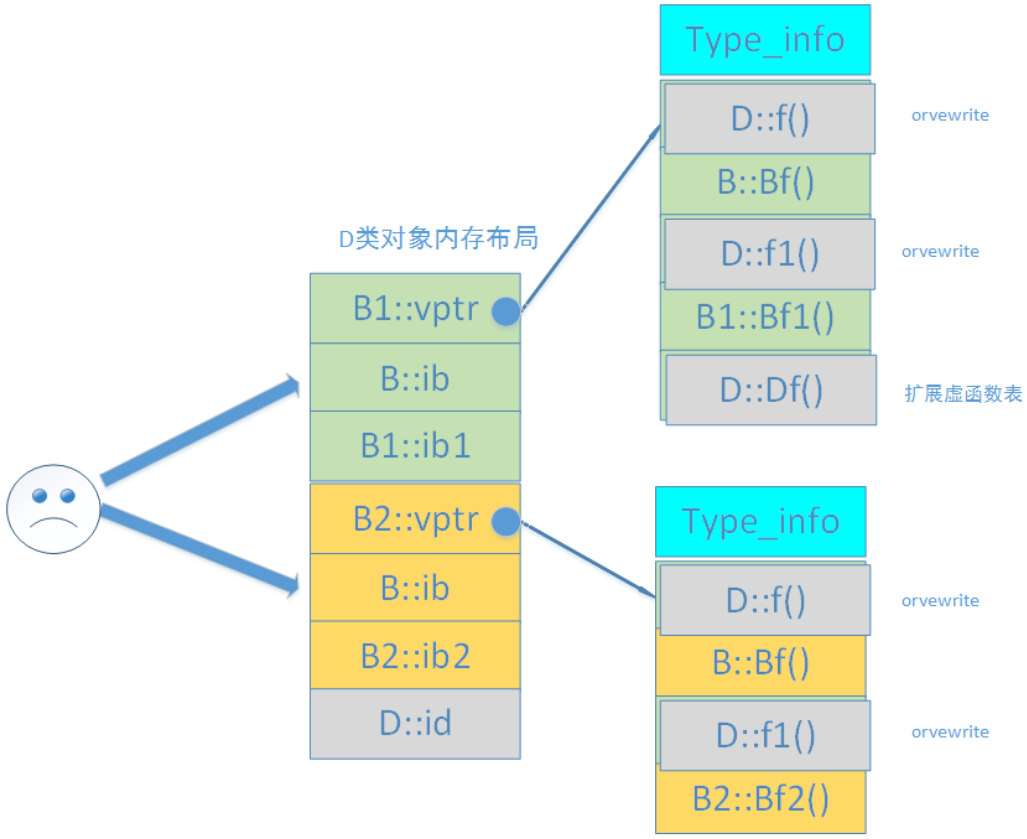 D类对象内存布局
B1::vptr
B::ib
B1::ib1
B2::vptr
B::ib
B2::ib2
D::id
Type_info
D::f()
orvewrite
B::Bf()
D::f1()
orvewrite
B1::Bf1()
D::Df()
扩展虚函数表
Type_info
D::f()
orvewrite
B::Bf()
D::f1()
orvewrite
B2::Bf2()